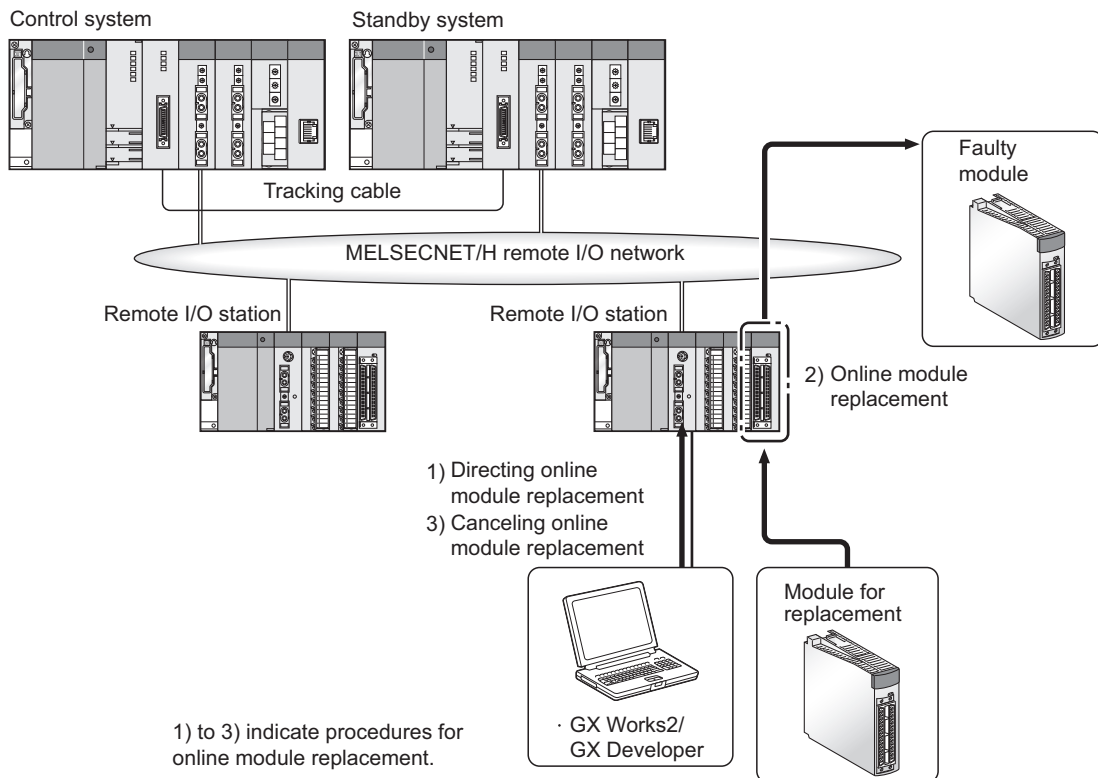 Control system
Standby system
Tracking cable
MELSECNET/H remote I/O network
Remote I/O station
Remote I/O station
Faulty
module
2) Online module
replacement
1) Directing online
module replacement
3) Canceling online
module replacement
· GX Works2/
GX Developer
Module for
replacement
1) to 3) indicate procedures for
online module replacement.